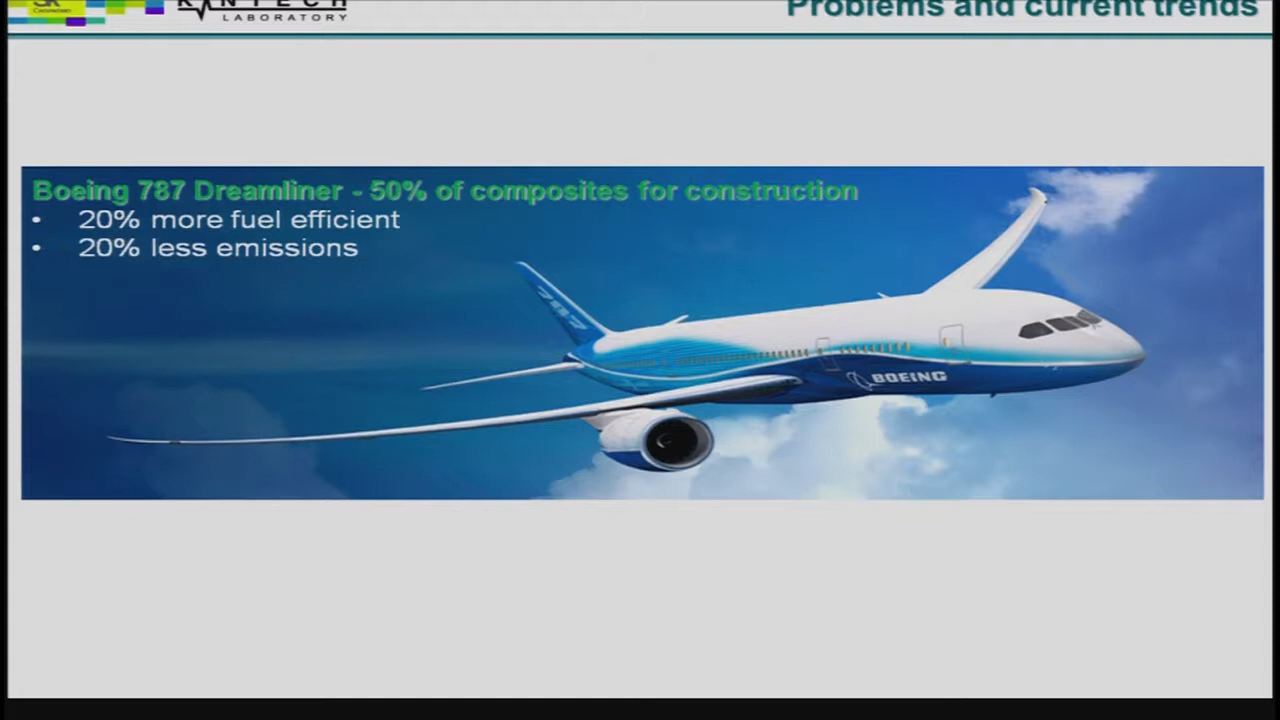 LABORATORY
Problems and current trends
Boeing 787 Dreamliner - 50% of composites for construction
• 20% more fuel efficient
• 20% less emissions
787
BOEING